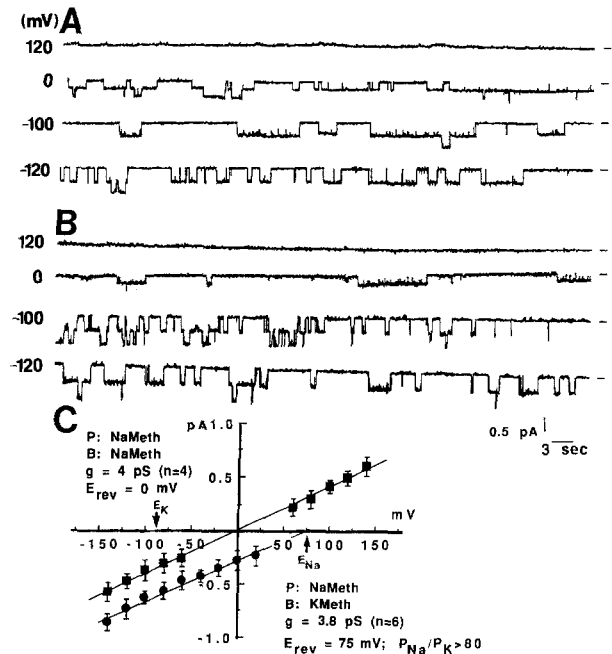 (mV) A
120
0
-100
-120
B
120
0
-100
-120
0.5 pA
3 sec
C
pA 1.0
P: NaMeth
B: NaMeth
g = 4 pS (n=4)
E_rev = 0 mV
E_K
0.5
mV
-150 -100 -50 0 50 100 150
E_Na
-0.5
-1.0
P: NaMeth
B: KMeth
g = 3.8 pS (n=6)
E_rev = 75 mV; P_Na/P_K>80